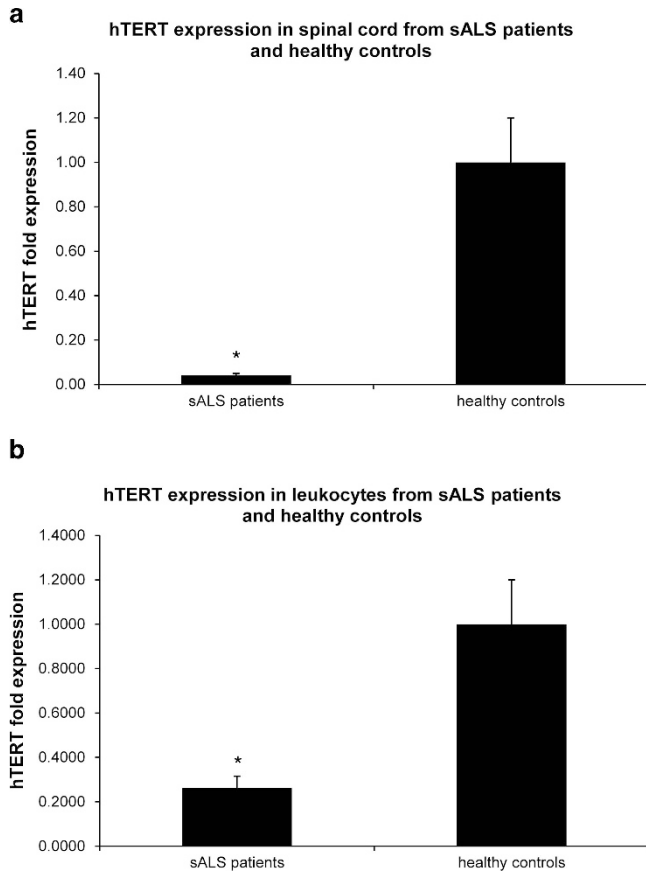 a
hTERT expression in spinal cord from sALS patients
and healthy controls
hTERT fold expression
1.40
1.20
1.00
0.80
0.60
0.40
0.20
0.00
*
sALS patients
healthy controls
b
hTERT expression in leukocytes from sALS patients
and healthy controls
hTERT fold expression
1.4000
1.2000
1.0000
0.8000
0.6000
0.4000
0.2000
0.0000
*
sALS patients
healthy controls